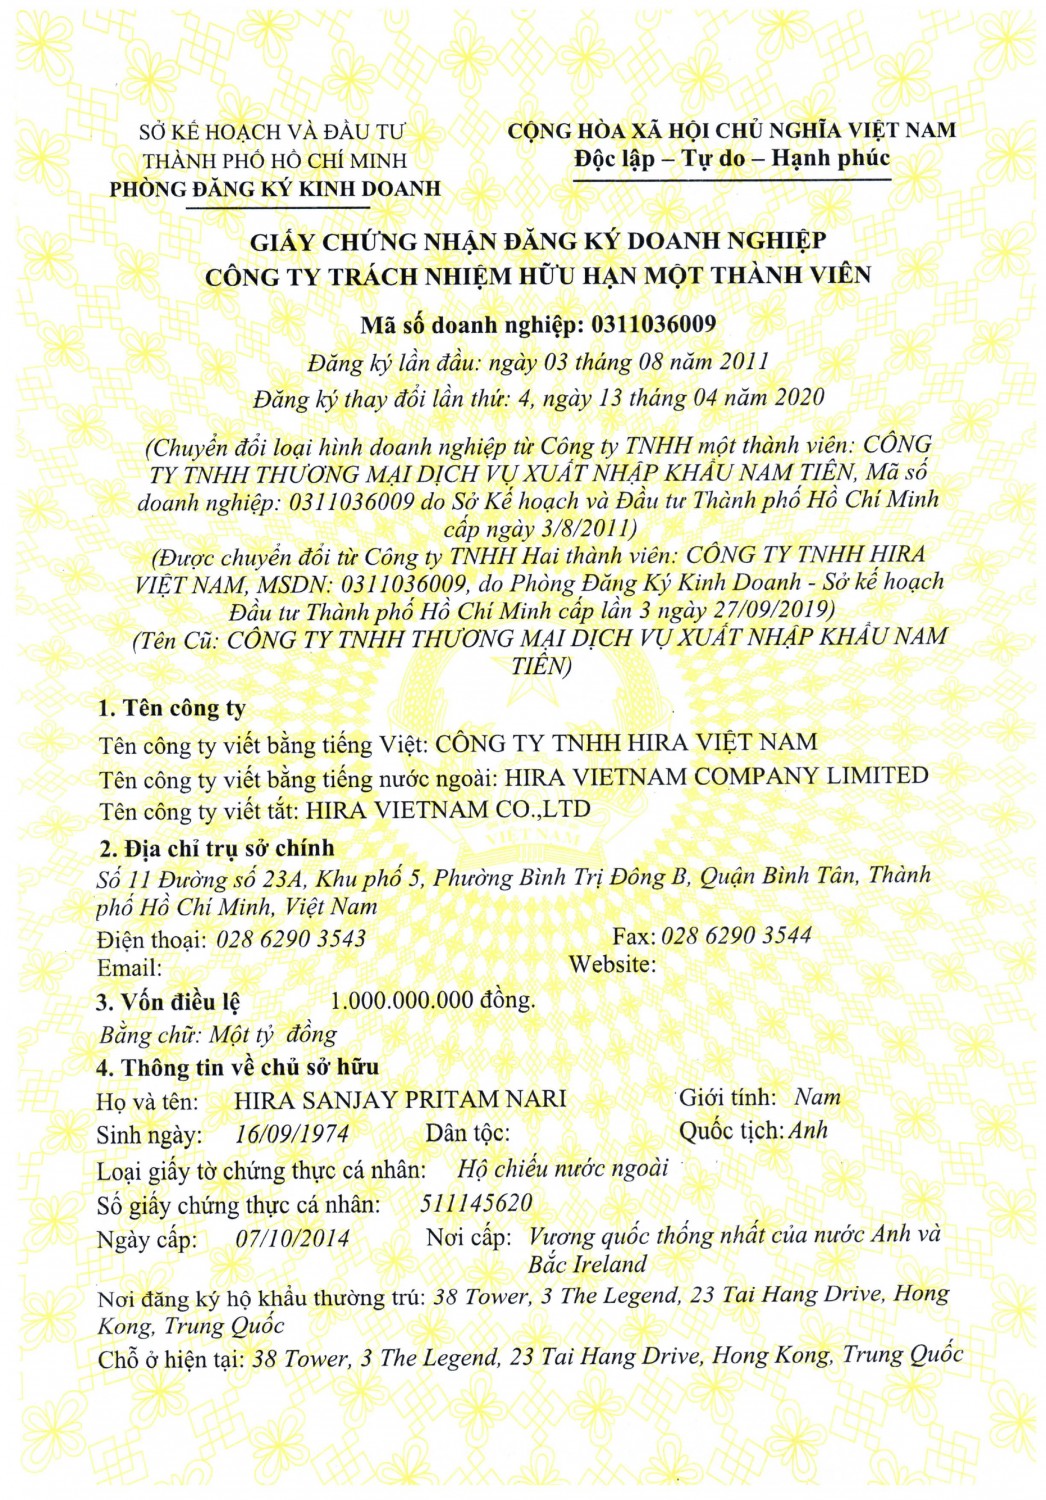 SỞ KẾ HOẠCH VÀ ĐẦU TƯ
THÀNH PHỐ HỒ CHÍ MINH
PHÒNG ĐĂNG KÝ KINH DOANH
CỘNG HÒA XÃ HỘI CHỦ NGHĨA VIỆT NAM
Độc lập – Tự do – Hạnh phúc
GIẤY CHỨNG NHẬN ĐĂNG KÝ DOANH NGHIỆP
CÔNG TY TRÁCH NHIỆM HỮU HẠN MỘT THÀNH VIÊN
Mã số doanh nghiệp: 0311036009
Đăng ký lần đầu: ngày 03 tháng 08 năm 2011
Đăng ký thay đổi lần thứ: 4, ngày 13 tháng 04 năm 2020
(Chuyển đổi loại hình doanh nghiệp từ Công ty TNHH một thành viên: CÔNG
TY TNHH THƯƠNG MẠI DỊCH VỤ XUẤT NHẬP KHẨU NAM TIẾN, Mã số
doanh nghiệp: 0311036009 do Sở Kế hoạch và Đầu tư Thành phố Hồ Chí Minh
cấp ngày 3/8/2011)
(Được chuyển đổi từ Công ty TNHH Hai thành viên: CÔNG TY TNHH HIRA
VIỆT NAM, MSDN: 0311036009, do Phòng Đăng Ký Kinh Doanh - Sở kế hoạch
Đầu tư Thành phố Hồ Chí Minh cấp lần 3 ngày 27/09/2019)
(Tên Cũ: CÔNG TY TNHH THƯƠNG MẠI DỊCH VỤ XUẤT NHẬP KHẨU NAM
TIẾN)
1. Tên công ty
Tên công ty viết bằng tiếng Việt: CÔNG TY TNHH HIRA VIỆT NAM
Tên công ty viết bằng tiếng nước ngoài: HIRA VIETNAM COMPANY LIMITED
Tên công ty viết tắt: HIRA VIETNAM CO.,LTD
VIETNAM
2. Địa chỉ trụ sở chính
Số 11 Đường số 23A, Khu phố 5, Phường Bình Trị Đông B, Quận Bình Tân, Thành
phố Hồ Chí Minh, Việt Nam
Điện thoại: 028 6290 3543 Fax: 028 6290 3544
Email: Website:
3. Vốn điều lệ 1.000.000.000 đồng.
Bằng chữ: Một tỷ đồng
4. Thông tin về chủ sở hữu
Họ và tên: HIRA SANJAY PRITAM NARI Giới tính: Nam
Sinh ngày: 16/09/1974 Dân tộc: Quốc tịch: Anh
Loại giấy tờ chứng thực cá nhân: Hộ chiếu nước ngoài
Số giấy chứng thực cá nhân: 511145620
Ngày cấp: 07/10/2014 Nơi cấp: Vương quốc thống nhất của nước Anh và
Bắc Ireland
Nơi đăng ký hộ khẩu thường trú: 38 Tower, 3 The Legend, 23 Tai Hang Drive, Hong
Kong, Trung Quốc
Chỗ ở hiện tại: 38 Tower, 3 The Legend, 23 Tai Hang Drive, Hong Kong, Trung Quốc